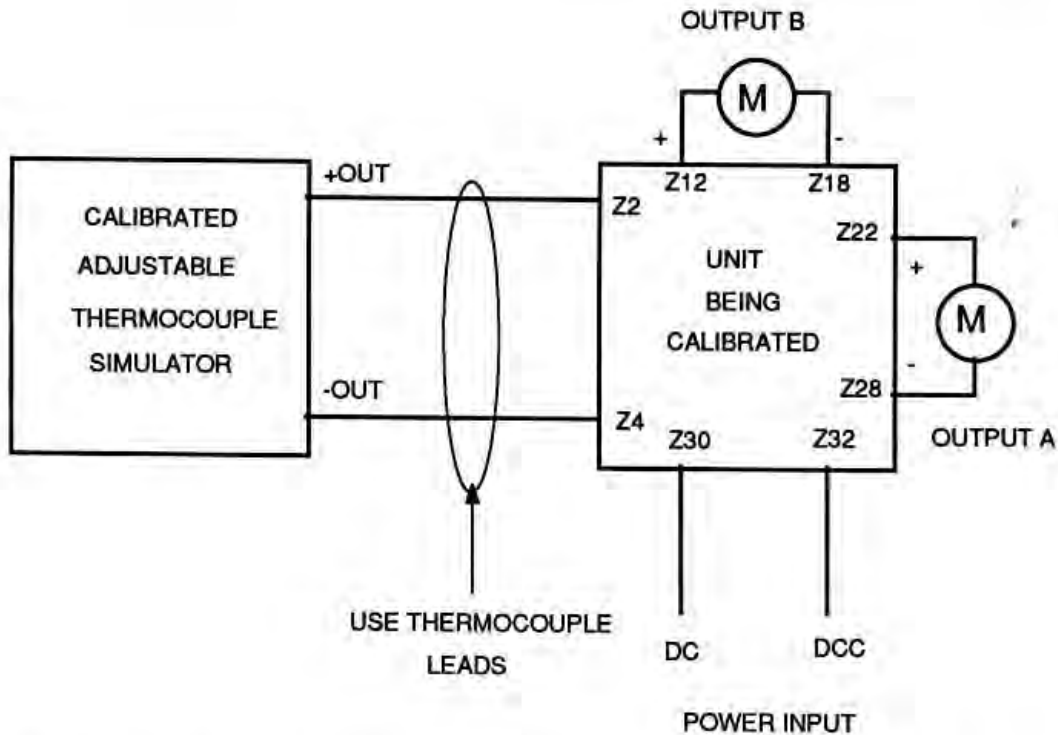 OUTPUT B
M
+
-
Z12
Z18
+OUT
Z2
CALIBRATED
ADJUSTABLE
THERMOCOUPLE
SIMULATOR
Z22
+
UNIT
BEING
CALIBRATED
M
-
-OUT
Z28
Z4
Z30
Z32
OUTPUT A
USE THERMOCOUPLE
LEADS
DC
DCC
POWER INPUT